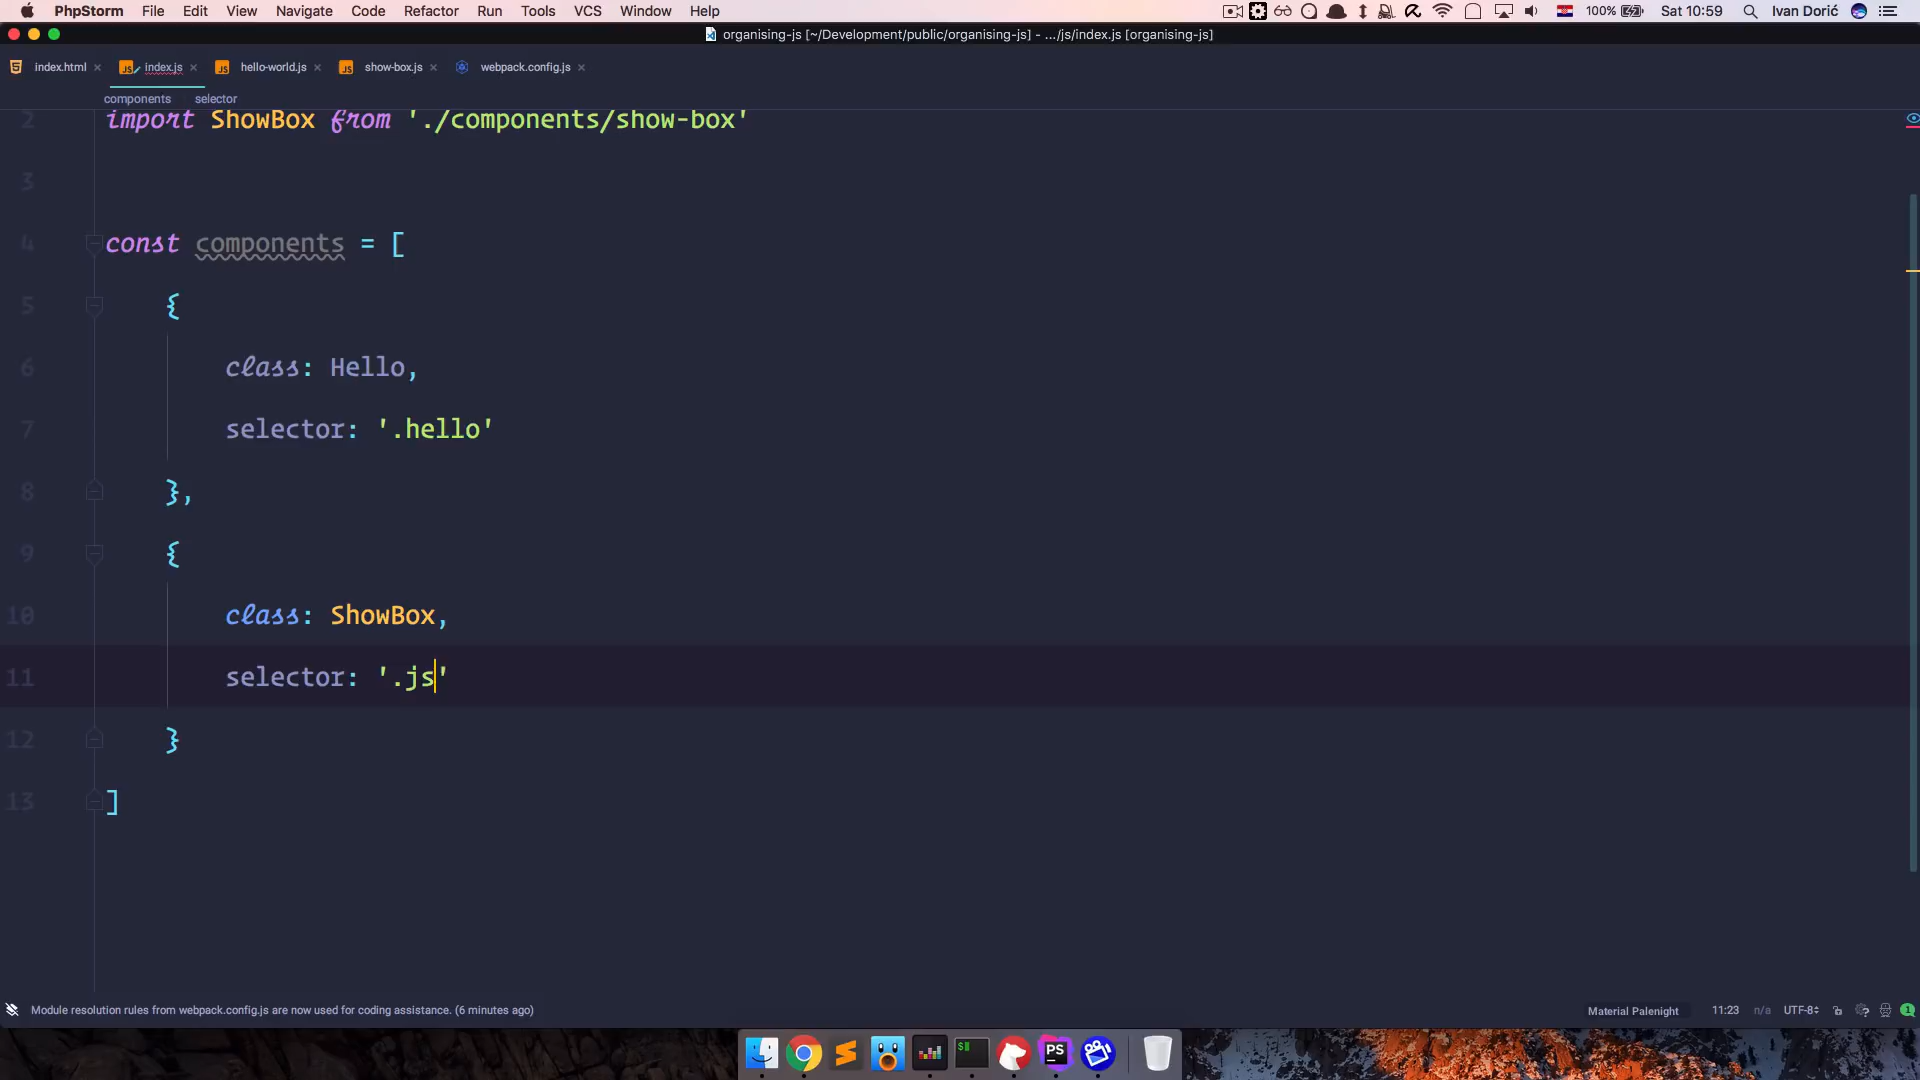 PhpStorm File Edit View Navigate Code Refactor Run Tools VCS Window Help 100% Sat 10:59 Ivan Dorić
organising-js [~/Development/public/organising-js] - .../js/index.js [organising-js]
index.html index.js hello-world.js show-box.js webpack.config.js
components selector
2 import ShowBox from './components/show-box'
3
4 const components = [
5 {
6 class: Hello,
7 selector: '.hello'
8 },
9 {
10 class: ShowBox,
11 selector: '.js'
12 }
13 ]
Module resolution rules from webpack.config.js are now used for coding assistance. (6 minutes ago) Material Palenight 11:23 n/a UTF-8 1